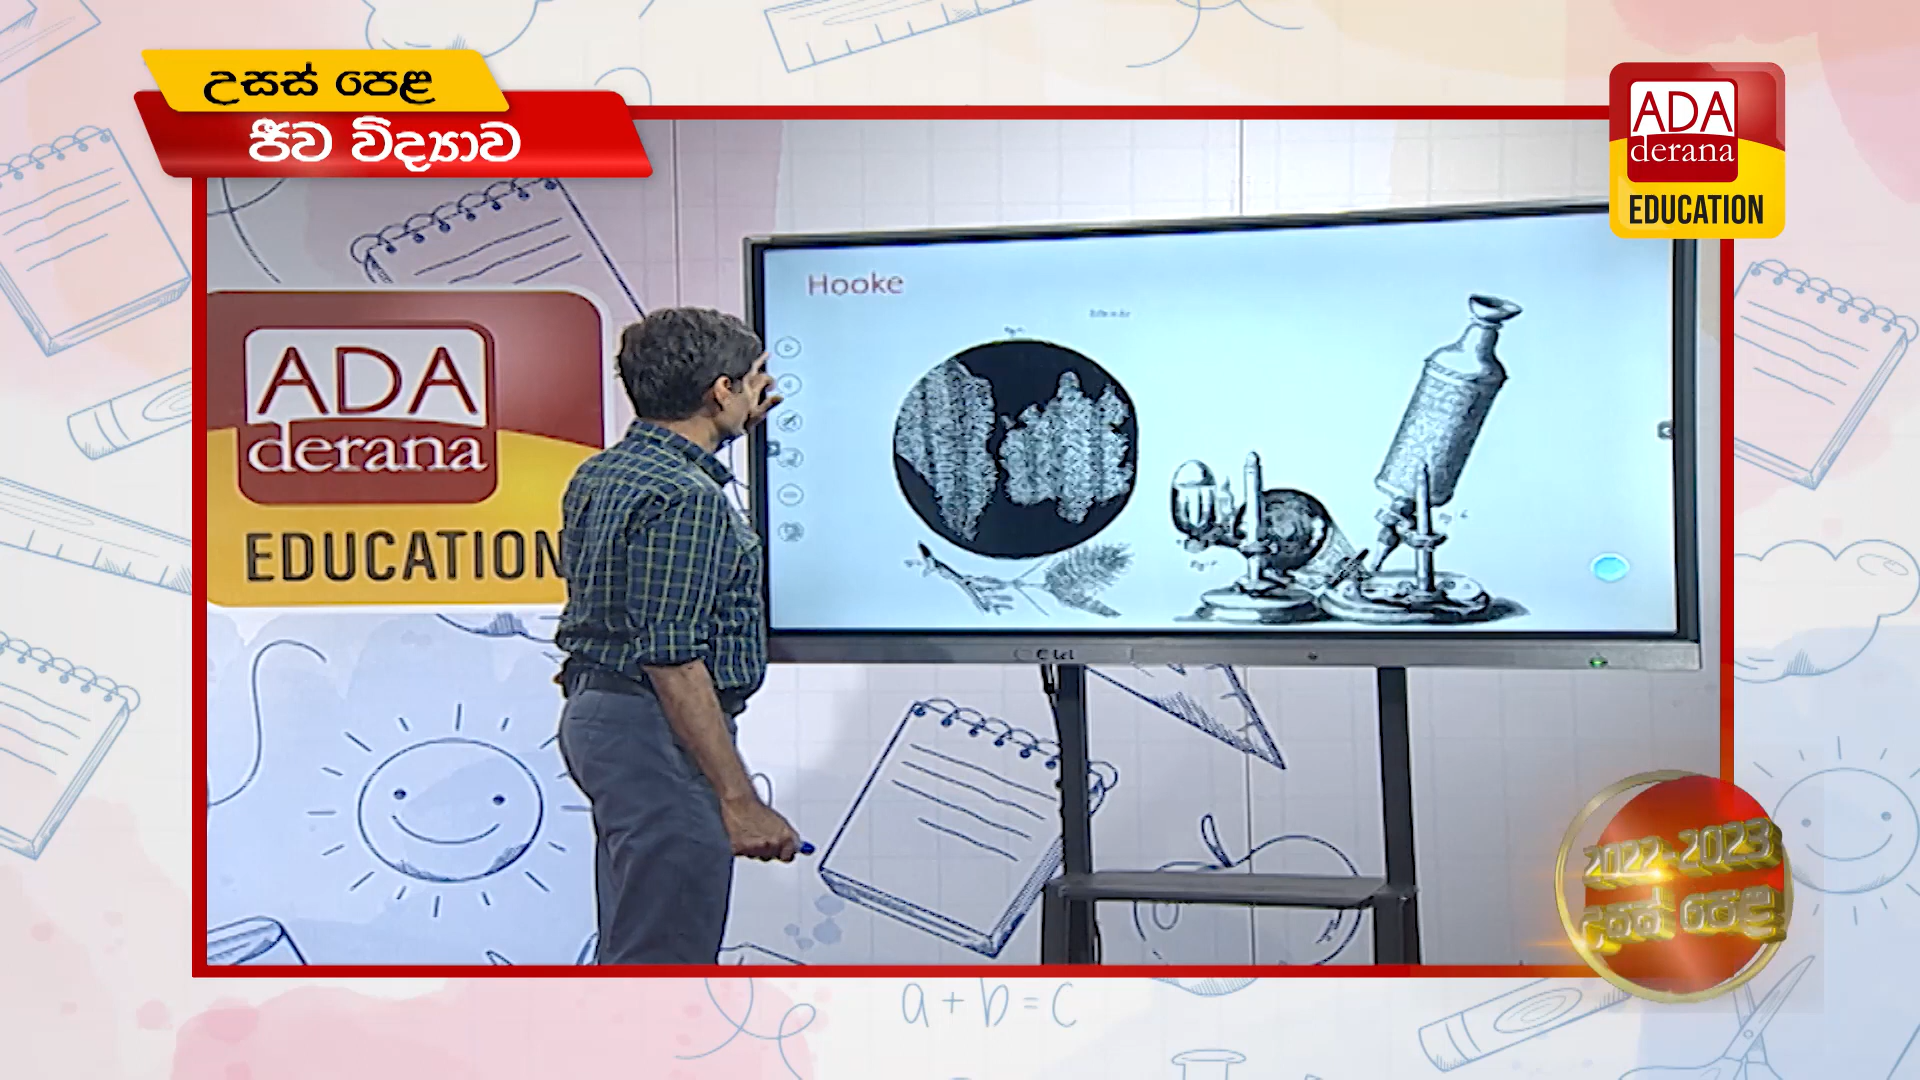 උසස් පෙළ
ජීව විද්‍යාව
ADA
derana
EDUCATION
Hooke
ADA
derana
EDUCATION
2022-2023
උසස් පෙළ
a + b = c